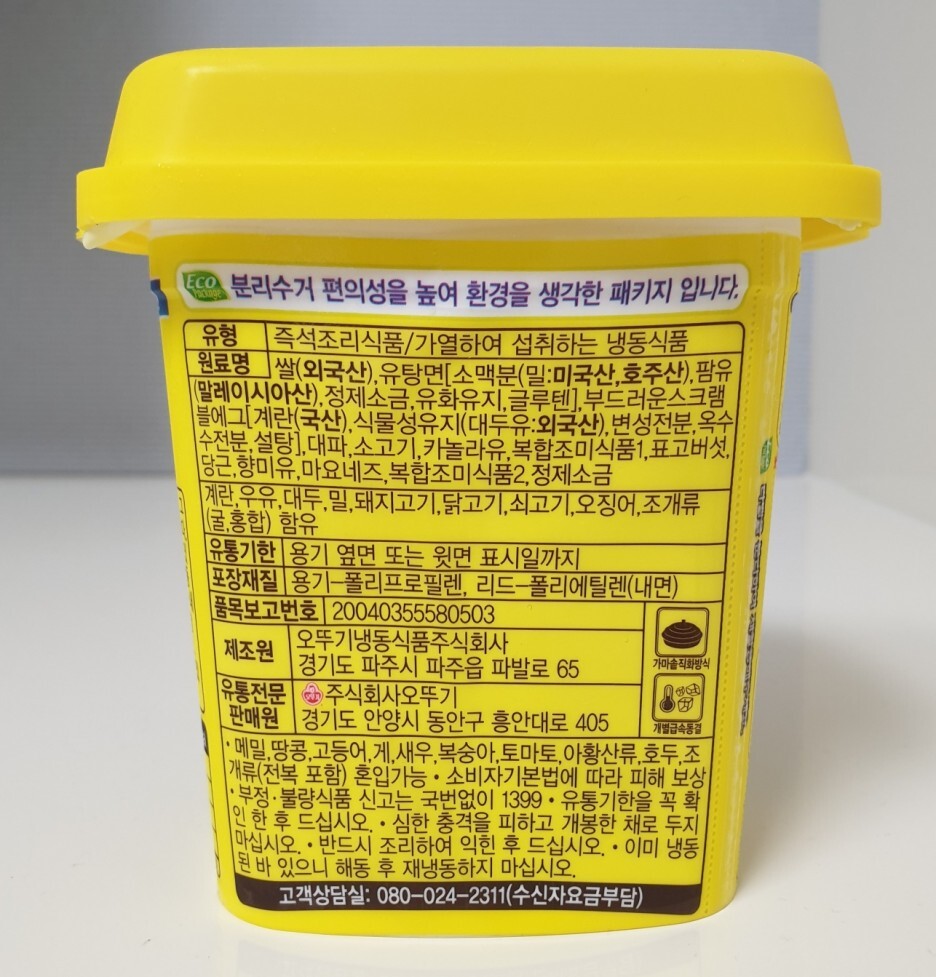 Eco Package 분리수거 편의성을 높여 환경을 생각한 패키지 입니다.
유형 즉석조리식품/가열하여 섭취하는 냉동식품
원료명 쌀(외국산),유탕면[소맥분(밀:미국산,호주산),팜유
(말레이시아산),정제소금,유화유지,글루텐],부드러운스크램
블에그[계란(국산),식물성유지(대두유:외국산),변성전분,옥수
수전분,설탕],대파,소고기,카놀라유,복합조미식품1,표고버섯,
당근,향미유,마요네즈,복합조미식품2,정제소금
계란,우유,대두,밀,돼지고기,닭고기,쇠고기,오징어,조개류
(굴,홍합) 함유
유통기한 용기 옆면 또는 윗면 표시일까지
포장재질 용기-폴리프로필렌, 리드-폴리에틸렌(내면)
품목보고번호 20040355580503
제조원 오뚜기냉동식품주식회사
경기도 파주시 파주읍 파발로 65
가마솥직화방식
유통전문
판매원
주식회사오뚜기
경기도 안양시 동안구 흥안대로 405
개별급속동결
·메밀,땅콩,고등어,게,새우,복숭아,토마토,아황산류,호두,조
개류(전복 포함) 혼입가능 ·소비자기본법에 따라 피해 보상
·부정·불량식품 신고는 국번없이 1399 ·유통기한을 꼭 확
인 한 후 드십시오. ·심한 충격을 피하고 개봉한 채로 두지
마십시오. ·반드시 조리하여 익힌 후 드십시오. ·이미 냉동
된 바 있으니 해동 후 재냉동하지 마십시오.
고객상담실: 080-024-2311(수신자요금부담)